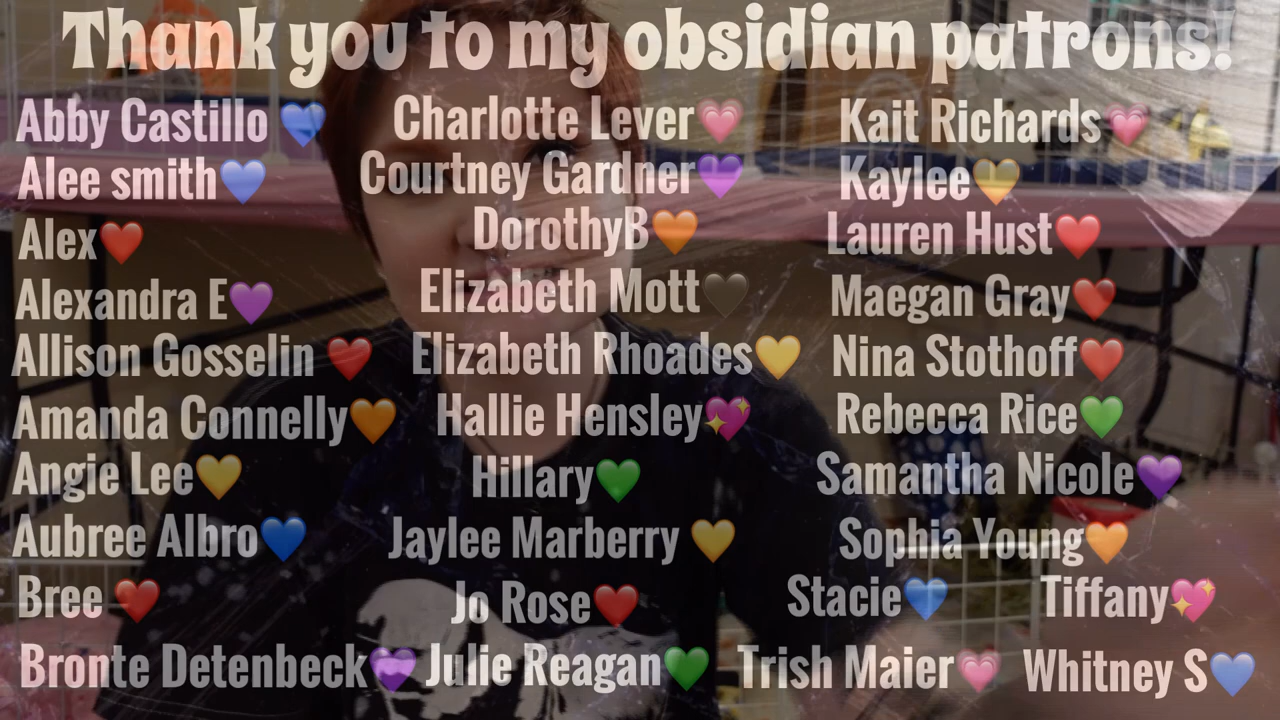 Thank you to my obsidian patrons!
Abby Castillo 💙
Alee smith💙
Alex❤️
Alexandra E💜
Allison Gosselin ❤️
Amanda Connelly🧡
Angie Lee💛
Aubree Albro💙
Bree ❤️
Bronte Detenbeck💜
Charlotte Lever💗
Courtney Gardner💜
DorothyB🧡
Elizabeth Mott🖤
Elizabeth Rhoades💛
Hallie Hensley💖
Hillary💚
Jaylee Marberry 💛
Jo Rose❤️
Julie Reagan💚
Kait Richards💗
Kaylee💛
Lauren Hust❤️
Maegan Gray❤️
Nina Stothoff❤️
Rebecca Rice💚
Samantha Nicole💜
Sophia Young🧡
Stacie💙 Tiffany💖
Trish Maier💗 Whitney S💙